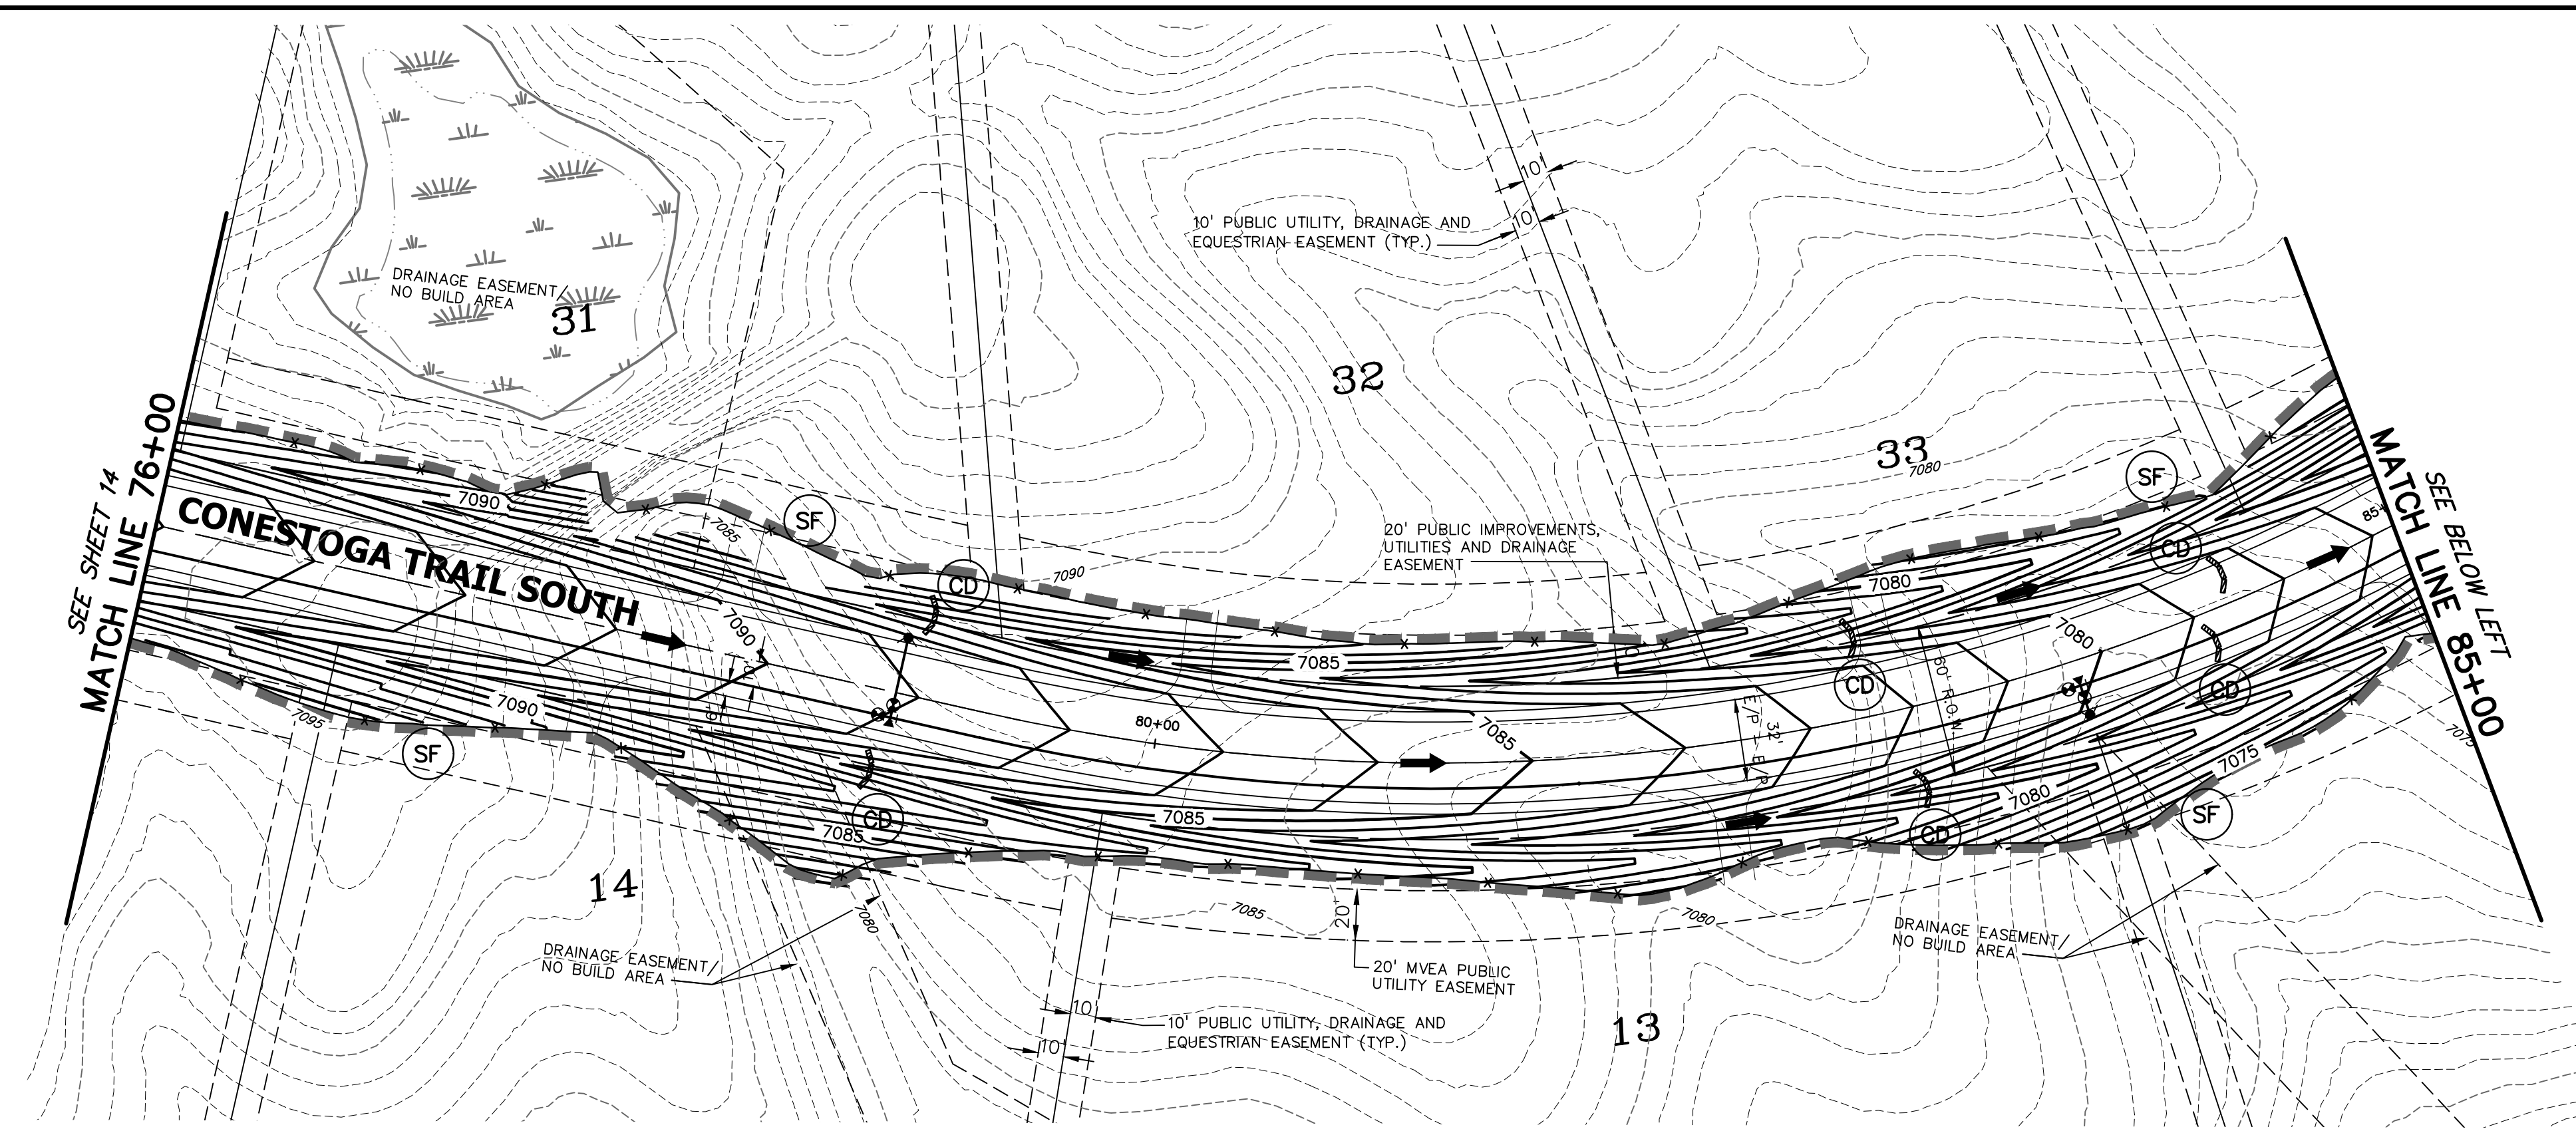 SEE SHEET 14
MATCH LINE 76+00
CONESTOGA TRAIL SOUTH
DRAINAGE EASEMENT/
NO BUILD AREA
31
10' PUBLIC UTILITY, DRAINAGE AND
EQUESTRIAN EASEMENT (TYP.)
10'
10'
32
33
7080
SF
7090
7085
SF
CD
7090
20' PUBLIC IMPROVEMENTS,
UTILITIES AND DRAINAGE
EASEMENT
7080
CD
85+
MATCH LINE 85+00
SEE BELOW LEFT
7090
7085
7080
7095
7090
SF
80+00
7085
E/P - E/P
32'
CD
60' R.O.W.
CD
7075
7075
7085
CD
7085
7080
CD
SF
14
7080
7085
20'
7080
DRAINAGE EASEMENT/
NO BUILD AREA
DRAINAGE EASEMENT/
NO BUILD AREA
20' MVEA PUBLIC
UTILITY EASEMENT
10'
10'
10' PUBLIC UTILITY, DRAINAGE AND
EQUESTRIAN EASEMENT (TYP.)
13